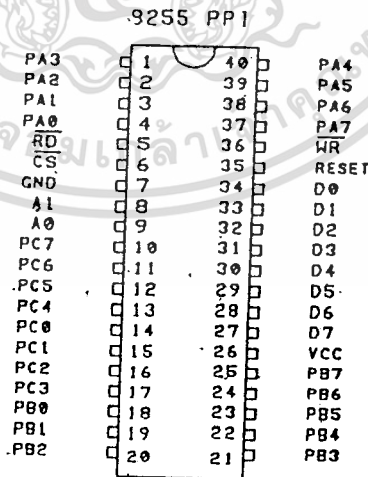 8255 PPI
PA3 1 40 PA4
PA2 2 39 PA5
PA1 3 38 PA6
PA0 4 37 PA7
RD 5 36 WR
CS 6 35 RESET
GND 7 34 D0
A1 8 33 D1
A0 9 32 D2
PC7 10 31 D3
PC6 11 30 D4
PC5 12 29 D5
PC4 13 28 D6
PC0 14 27 D7
PC1 15 26 VCC
PC2 16 25 PB7
PC3 17 24 PB6
PB0 18 23 PB5
PB1 19 22 PB4
PB2 20 21 PB3